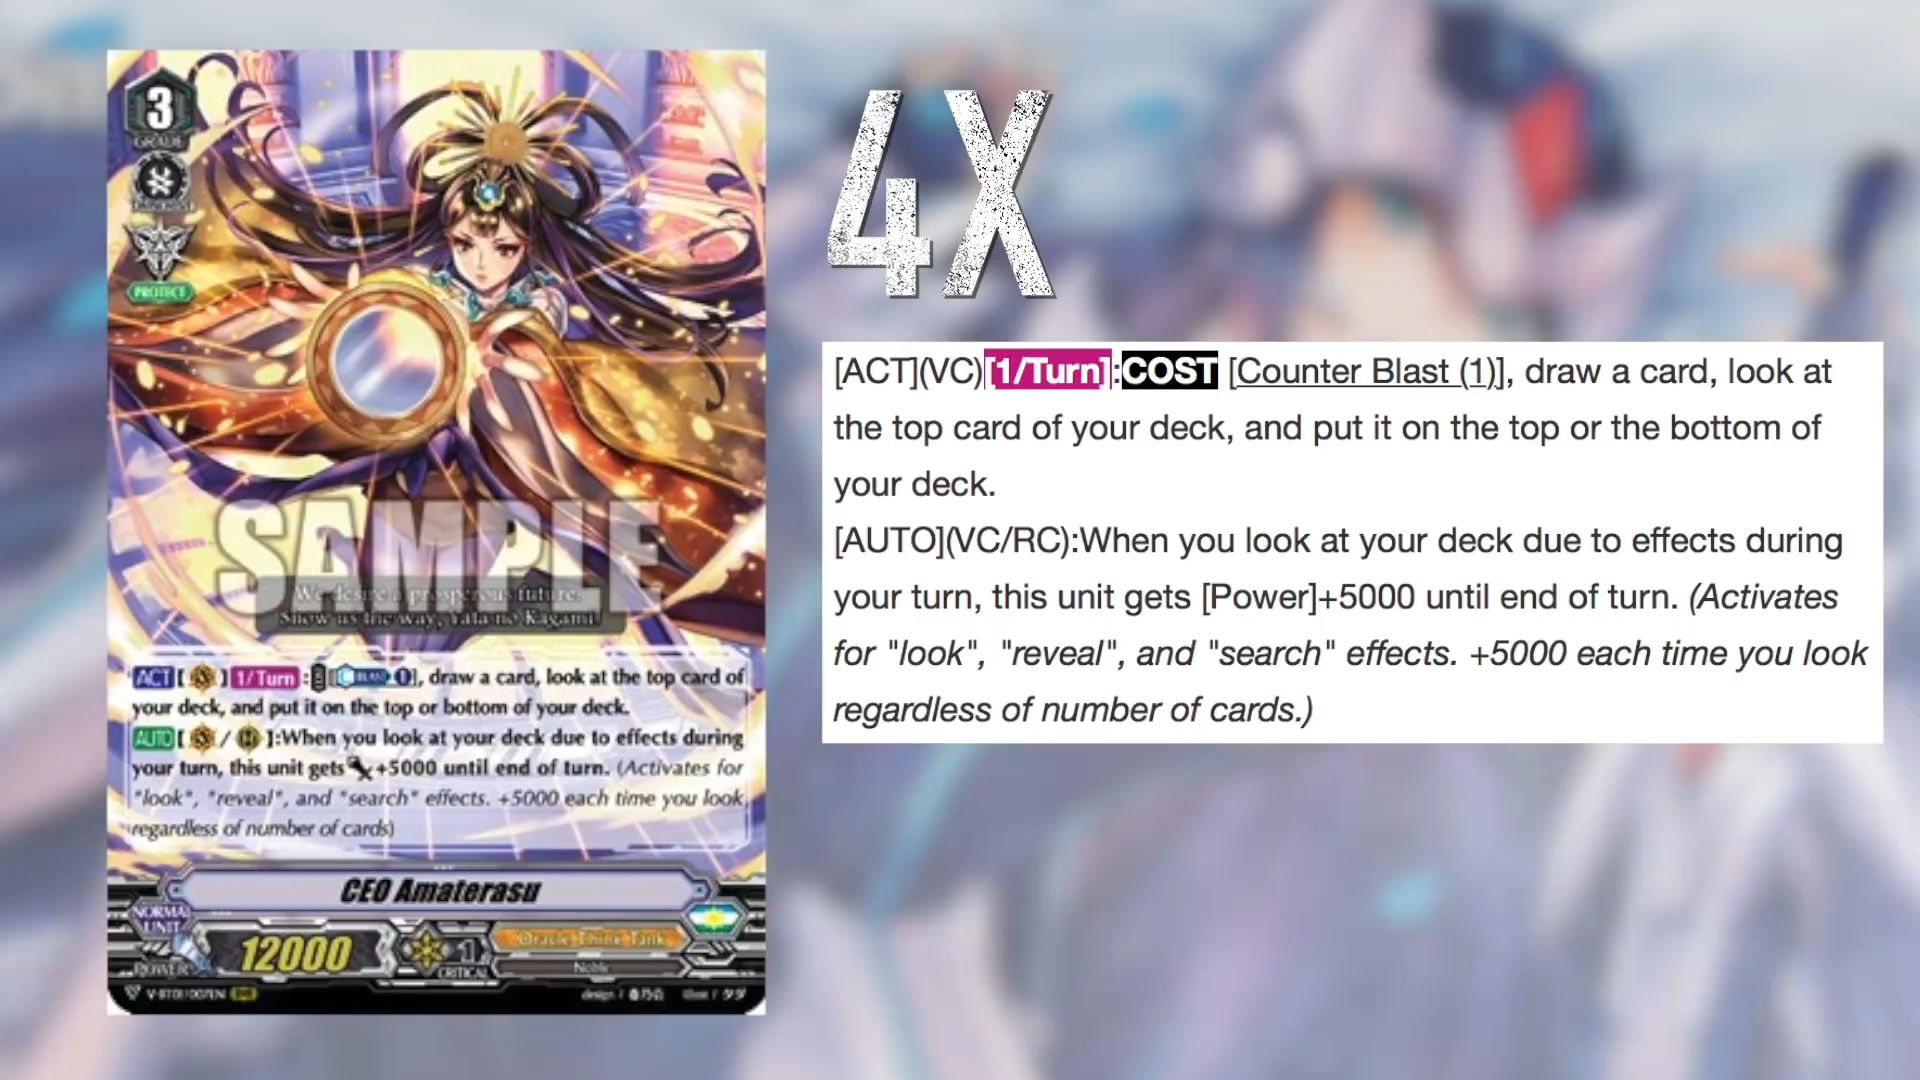 3
GRADE
PROTECT
SAMPLE
We desire a prosperous future.
Show us the way, Yata no Kagami!
ACT [ ] 1/Turn : [ BLAST 1], draw a card, look at the top card of
your deck, and put it on the top or bottom of your deck.
AUTO [ / ]:When you look at your deck due to effects during
your turn, this unit gets +5000 until end of turn. (Activates for
"look", "reveal", and "search" effects. +5000 each time you look
regardless of number of cards)
CEO Amaterasu
NORMAL
UNIT
POWER 12000 1 CRITICAL
Oracle Think Tank
Noble
V-BT01/007EN RRR
4X
[ACT](VC)[1/Turn]:COST [Counter Blast (1)], draw a card, look at
the top card of your deck, and put it on the top or the bottom of
your deck.
[AUTO](VC/RC):When you look at your deck due to effects during
your turn, this unit gets [Power]+5000 until end of turn. (Activates
for "look", "reveal", and "search" effects. +5000 each time you look
regardless of number of cards.)